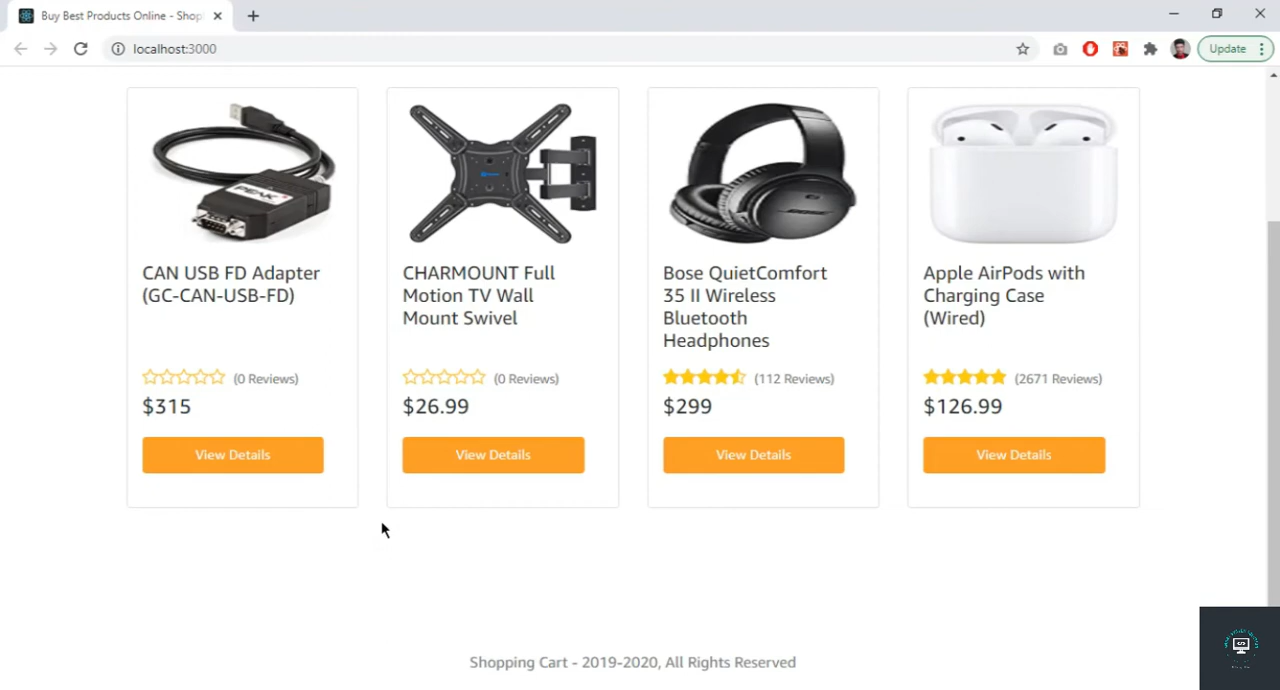 Buy Best Products Online - Shop
localhost:3000
Update
PEAK
BOSE
CAN USB FD Adapter
(GC-CAN-USB-FD)
CHARMOUNT Full
Motion TV Wall
Mount Swivel
Bose QuietComfort
35 II Wireless
Bluetooth
Headphones
Apple AirPods with
Charging Case
(Wired)
(0 Reviews)
(0 Reviews)
(112 Reviews)
(2671 Reviews)
$315
$26.99
$299
$126.99
View Details
View Details
View Details
View Details
Shopping Cart - 2019-2020, All Rights Reserved